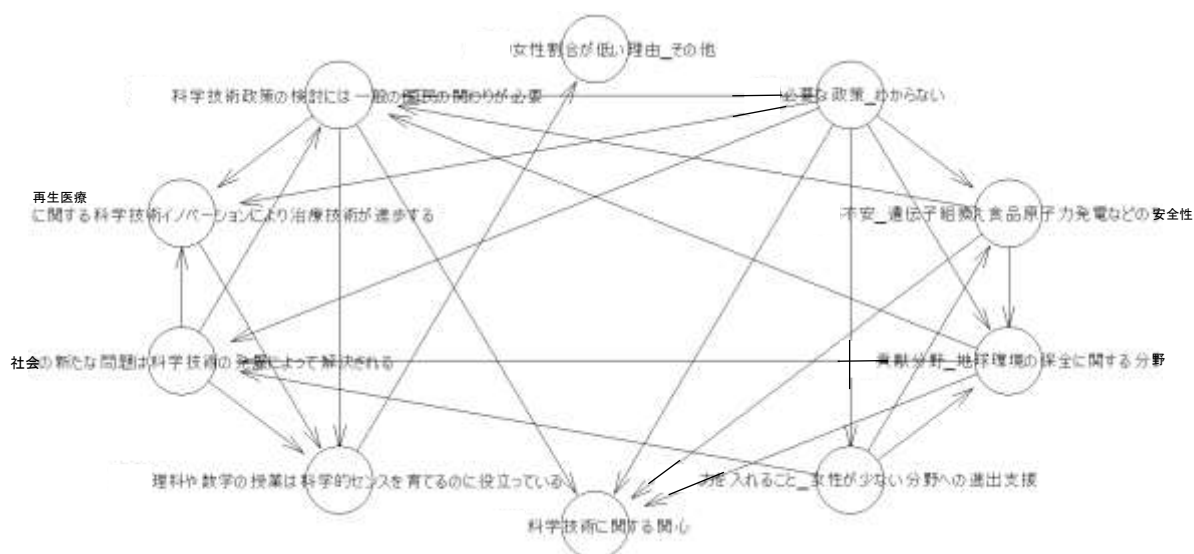 女性割合が低い理由_その他
科学技術政策の検討には一般の国民の関わりが必要
必要な政策_わからない
再生医療
に関する科学技術イノベーションにより治療技術が進歩する
不安_遺伝子組換え食品原子力発電などの安全性
社会の新たな問題は科学技術の発展によって解決される
貢献分野_地球環境の保全に関する分野
理科や数学の授業は科学的センスを育てるのに役立っている
力を入れること_女性が少ない分野への進出支援
科学技術に関する関心